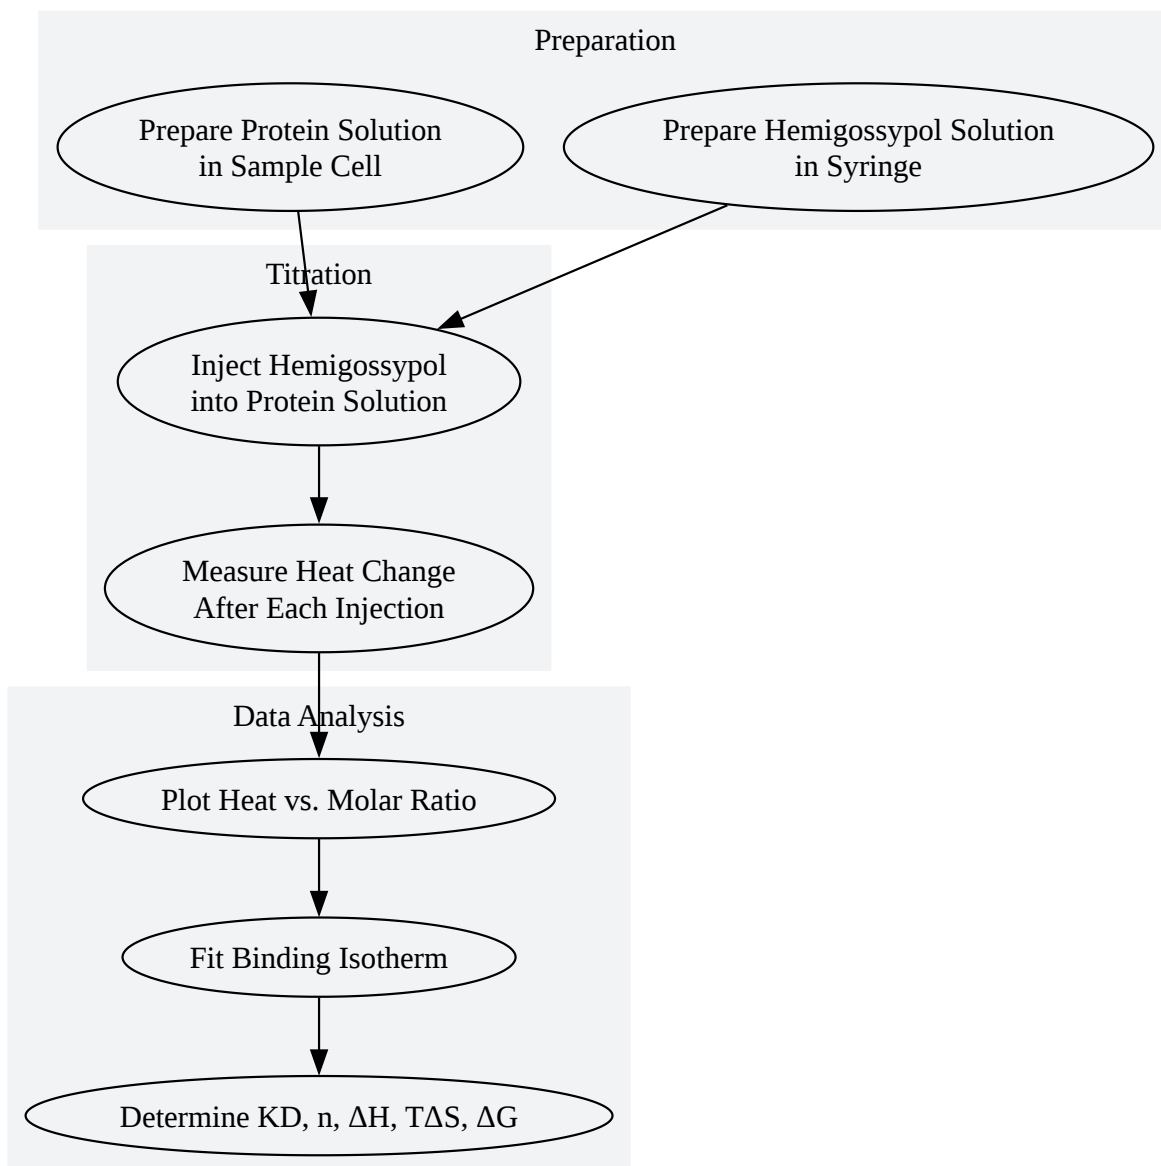 Preparation
Prepare Protein Solution
in Sample Cell
Prepare Hemigossypol Solution
in Syringe
Titration
Inject Hemigossypol
into Protein Solution
Measure Heat Change
After Each Injection
Data Analysis
Plot Heat vs. Molar Ratio
Fit Binding Isotherm
Determine KD, n, ΔH, TΔS, ΔG